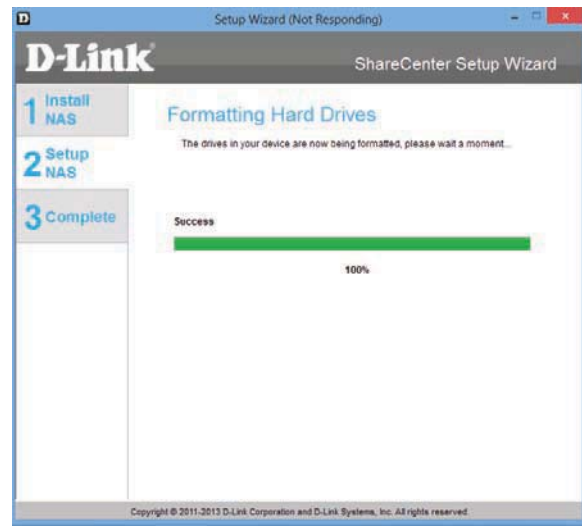 Setup Wizard (Not Responding)
D-Link
ShareCenter Setup Wizard
1 Install
NAS
2 Setup
NAS
3 Complete
Formatting Hard Drives
The drives in your device are now being formatted, please wait a moment...
Success
100%
Copyright © 2011-2013 D-Link Corporation and D-Link Systems, Inc. All rights reserved.